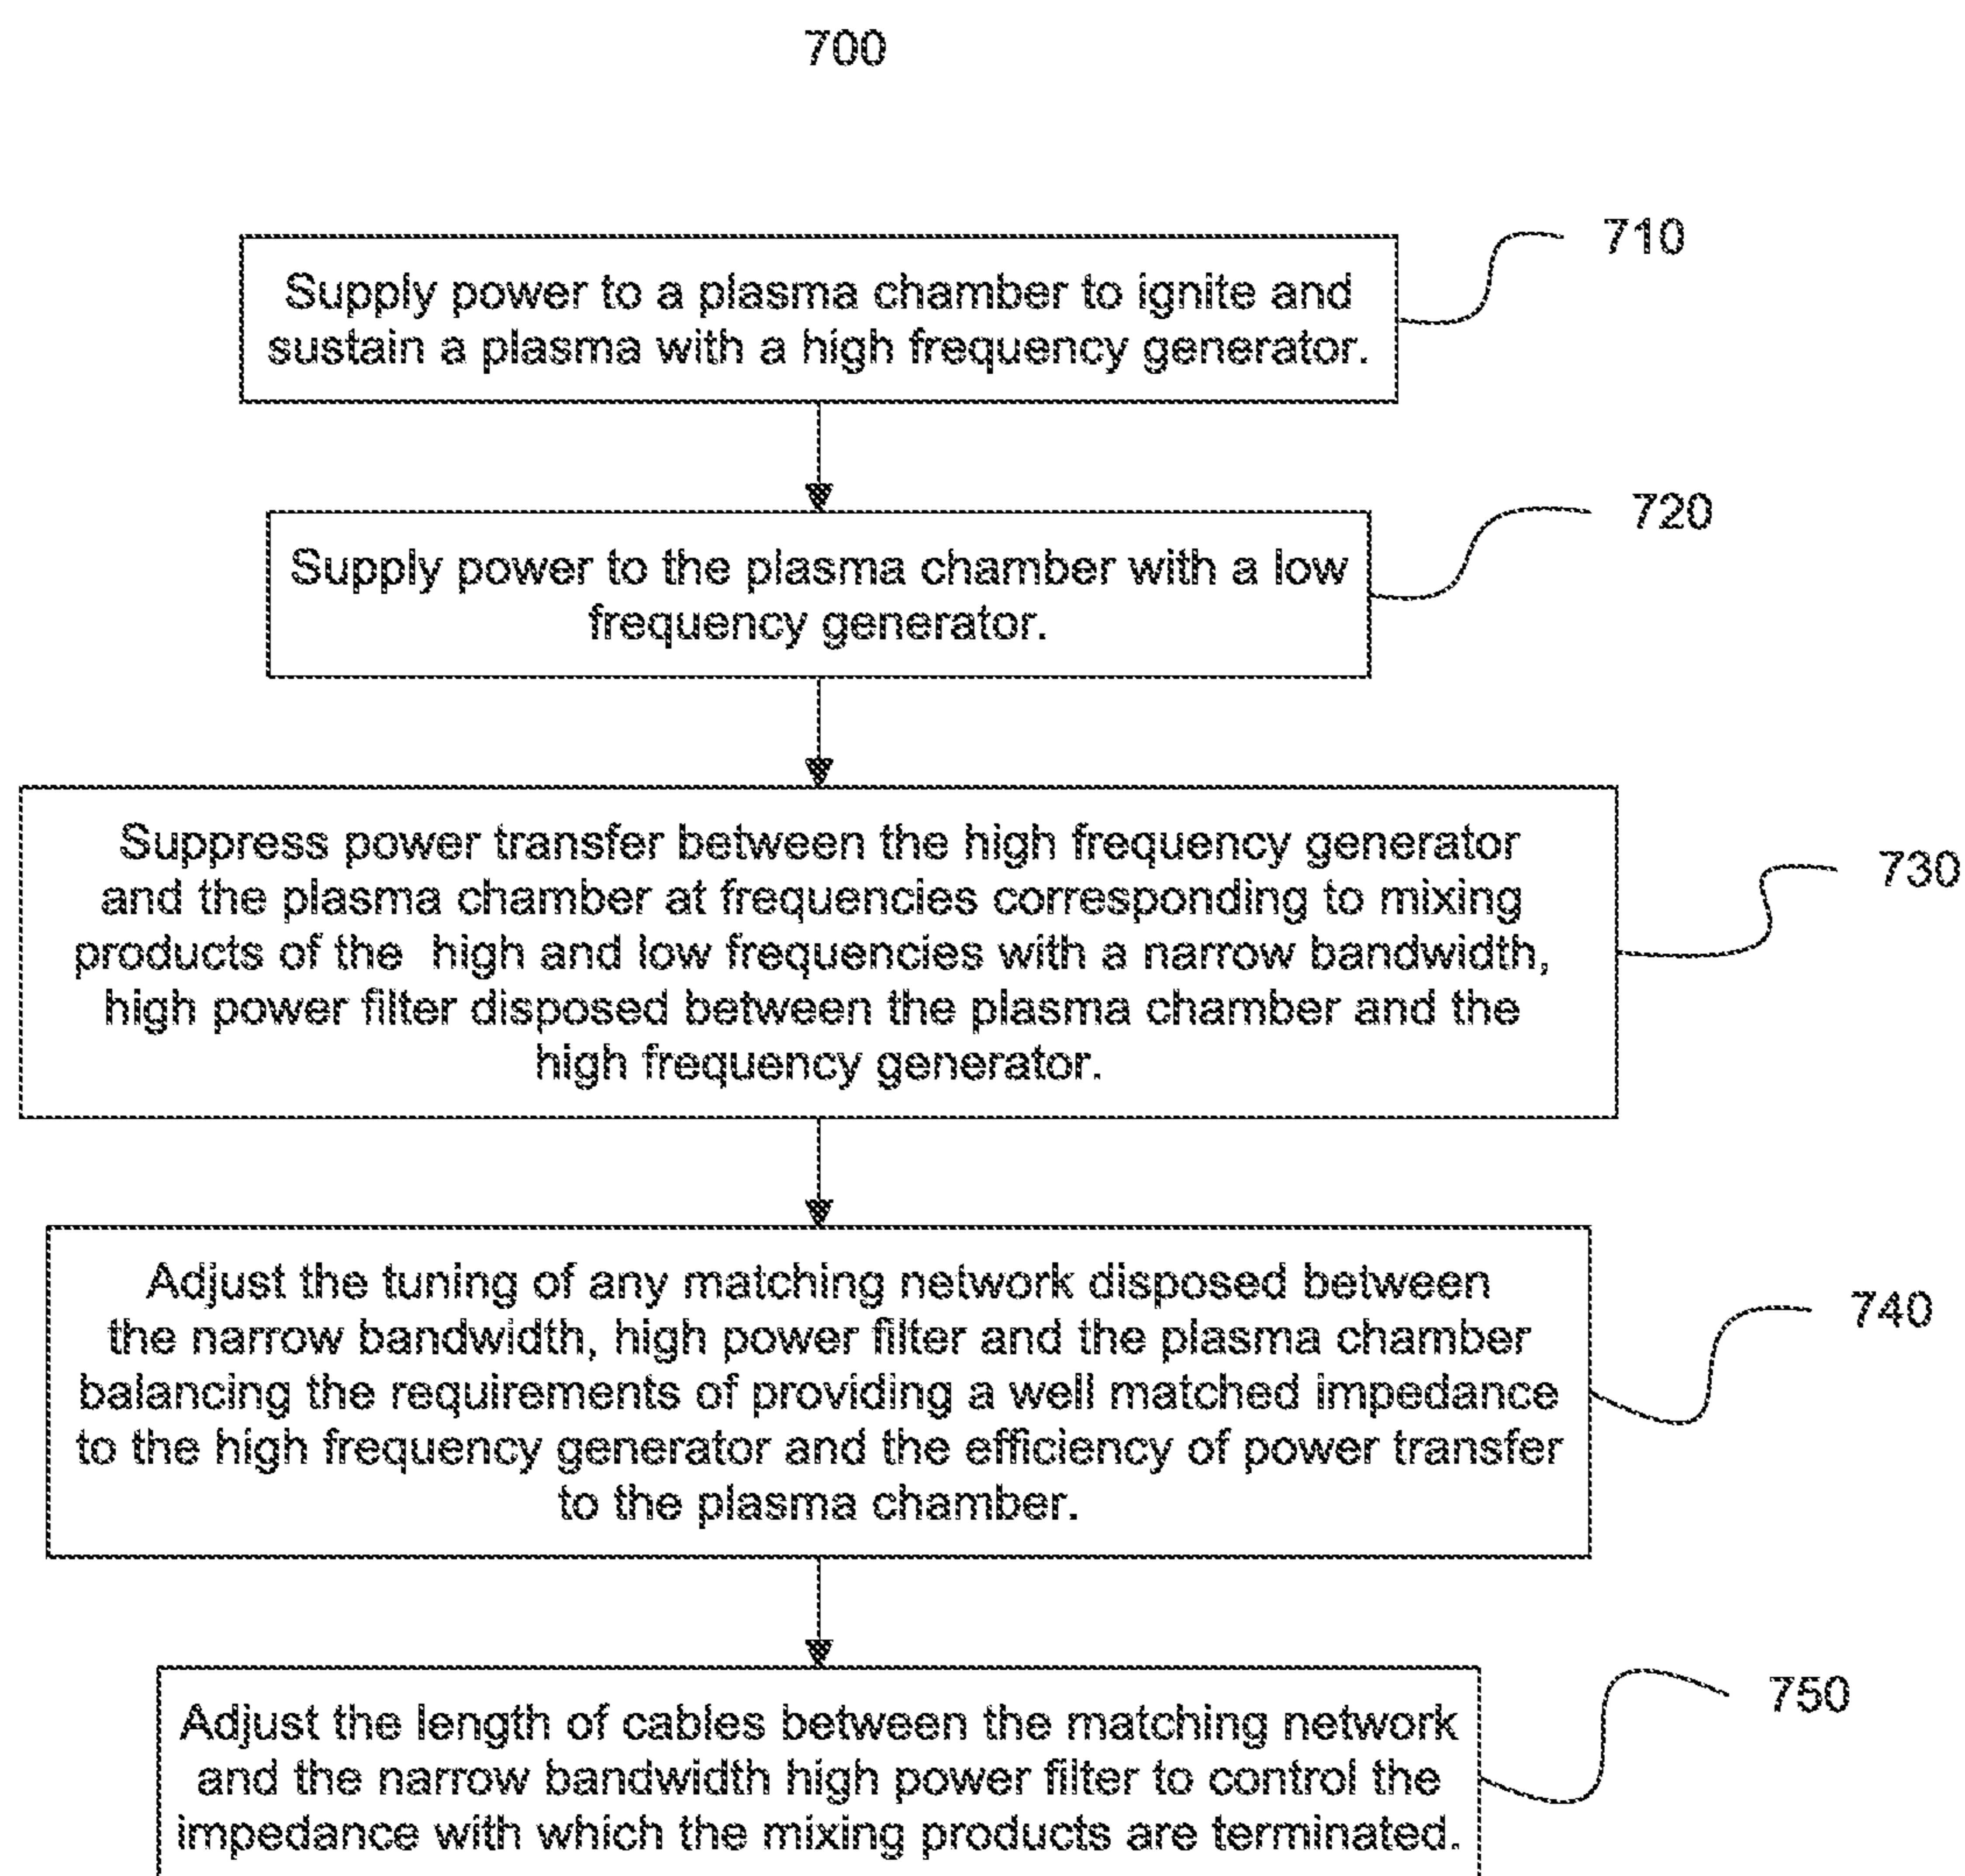 700
Supply power to a plasma chamber to ignite and
sustain a plasma with a high frequency generator.
710
Supply power to the plasma chamber with a low
frequency generator.
720
Suppress power transfer between the high frequency generator
and the plasma chamber at frequencies corresponding to mixing
products of the high and low frequencies with a narrow bandwidth,
high power filter disposed between the plasma chamber and the
high frequency generator.
730
Adjust the tuning of any matching network disposed between
the narrow bandwidth, high power filter and the plasma chamber
balancing the requirements of providing a well matched impedance
to the high frequency generator and the efficiency of power transfer
to the plasma chamber.
740
Adjust the length of cables between the matching network
and the narrow bandwidth high power filter to control the
impedance with which the mixing products are terminated.
750